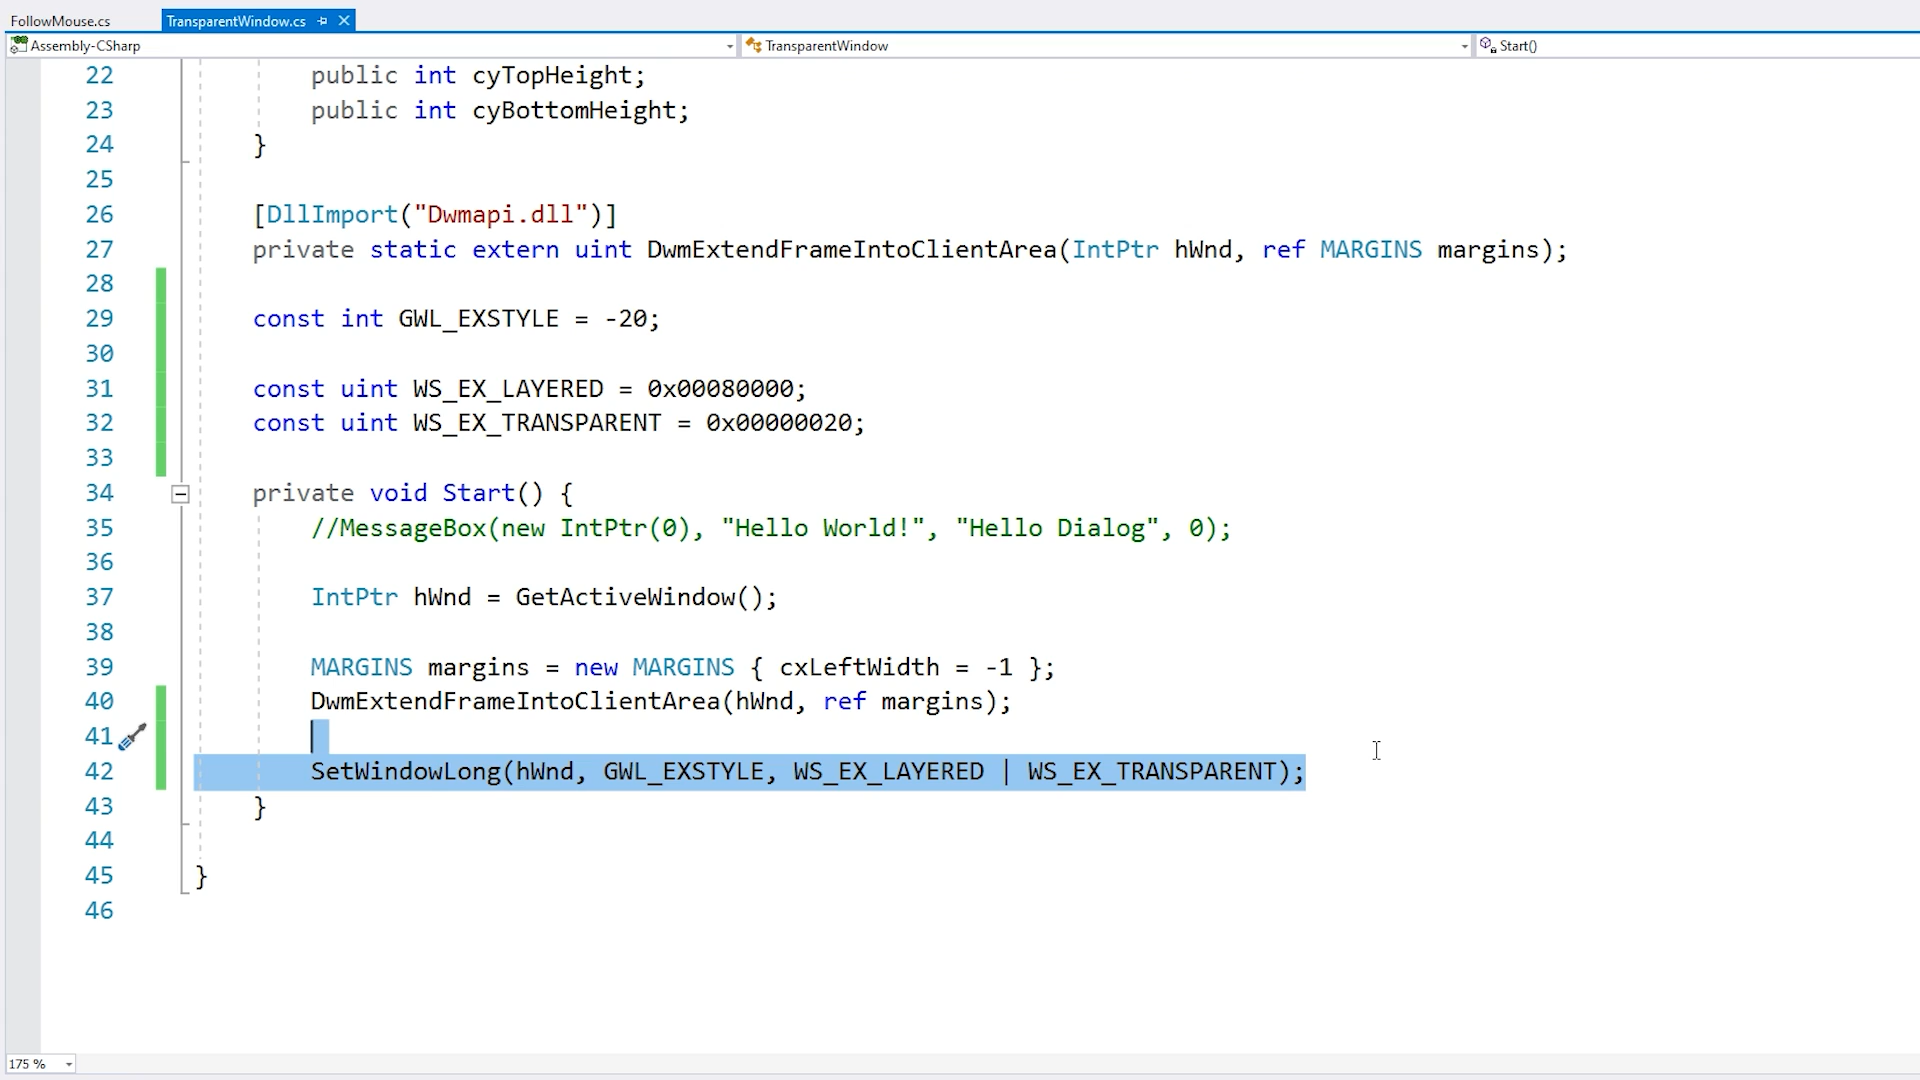 FollowMouse.cs
TransparentWindow.cs
Assembly-CSharp
TransparentWindow
Start()
22 public int cyTopHeight;
23 public int cyBottomHeight;
24 }
25
26 [DllImport("Dwmapi.dll")]
27 private static extern uint DwmExtendFrameIntoClientArea(IntPtr hWnd, ref MARGINS margins);
28
29 const int GWL_EXSTYLE = -20;
30
31 const uint WS_EX_LAYERED = 0x00080000;
32 const uint WS_EX_TRANSPARENT = 0x00000020;
33
34 private void Start() {
35 //MessageBox(new IntPtr(0), "Hello World!", "Hello Dialog", 0);
36
37 IntPtr hWnd = GetActiveWindow();
38
39 MARGINS margins = new MARGINS { cxLeftWidth = -1 };
40 DwmExtendFrameIntoClientArea(hWnd, ref margins);
41
42 SetWindowLong(hWnd, GWL_EXSTYLE, WS_EX_LAYERED | WS_EX_TRANSPARENT);
43 }
44
45 }
46
175 %